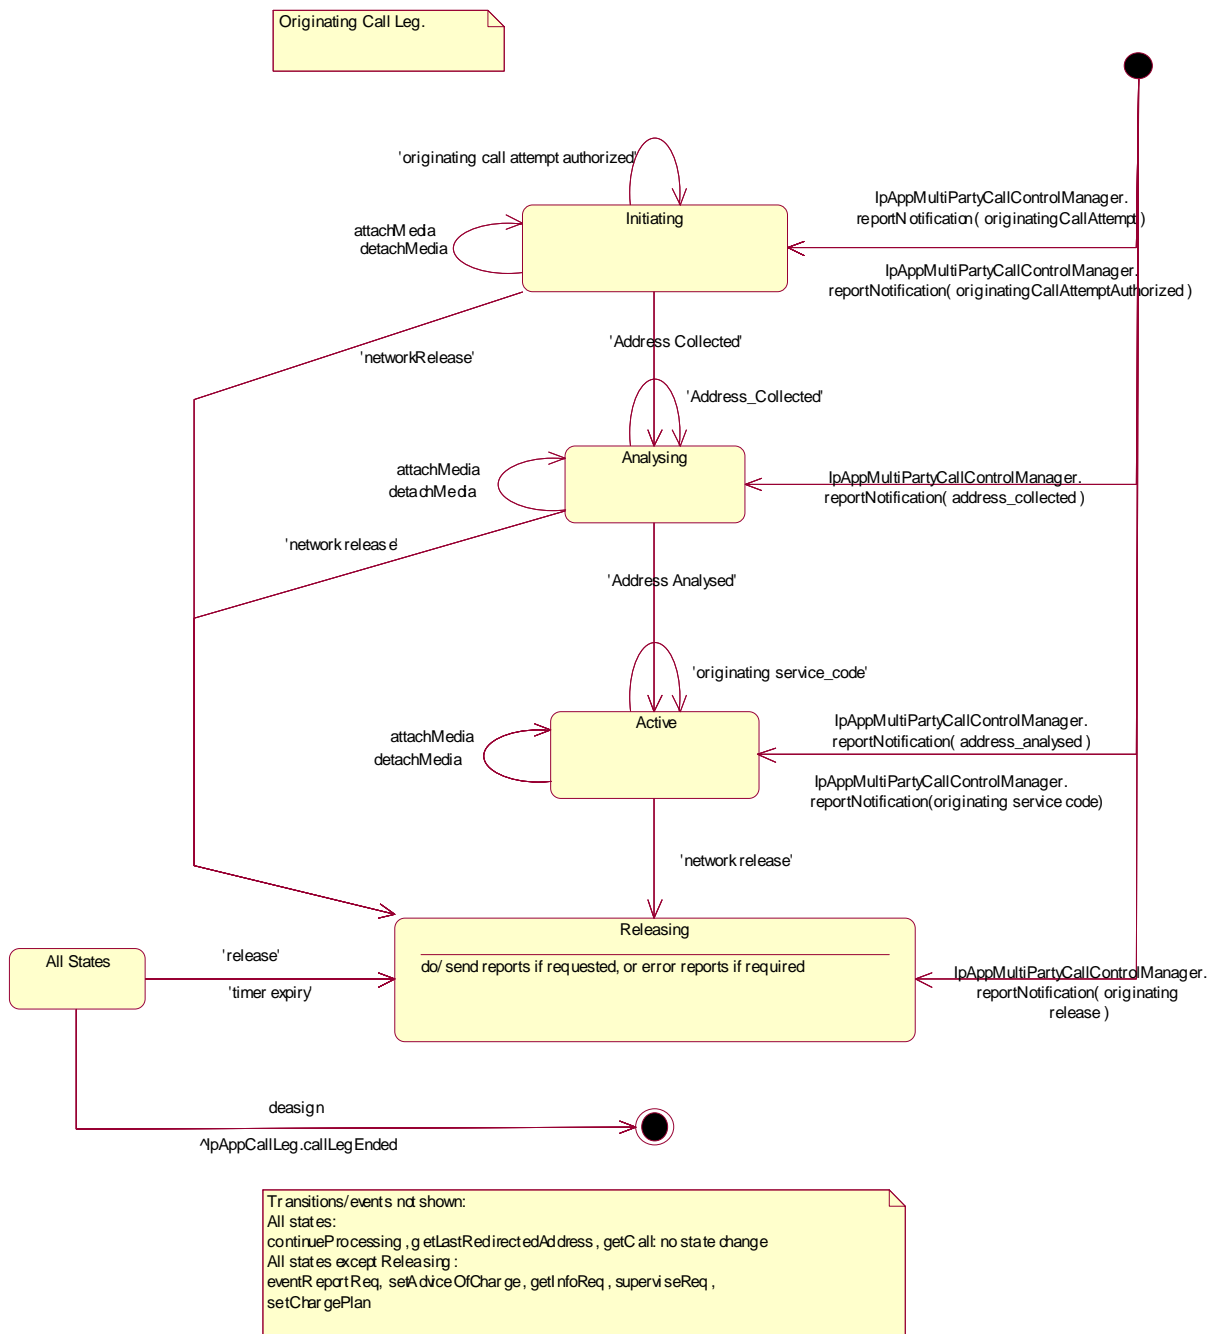 Originating Call Leg.
'originating call attempt authorized'
IpAppMultiPartyCallControlManager.
reportNotification( originatingCallAttempt )
Initiating
attachMedia
detachMedia
IpAppMultiPartyCallControlManager.
reportNotification( originatingCallAttemptAuthorized )
'Address Collected'
'networkRelease'
'Address_Collected'
Analysing
attachMedia
detachMedia
IpAppMultiPartyCallControlManager.
reportNotification( address_collected )
'network release'
'Address Analysed'
'originating service_code'
Active
attachMedia
detachMedia
IpAppMultiPartyCallControlManager.
reportNotification( address_analysed )
IpAppMultiPartyCallControlManager.
reportNotification(originating service code)
'network release'
Releasing
do/ send reports if requested, or error reports if required
All States
'release'
'timer expiry'
IpAppMultiPartyCallControlManager.
reportNotification( originating
release )
deasign
^IpAppCallLeg.callLegEnded
Transitions/events not shown:
All states:
continueProcessing, getLastRedirectedAddress, getCall: no state change
All states except Releasing :
eventReportReq, setAdviceOfCharge, getInfoReq, superviseReq,
setChargePlan